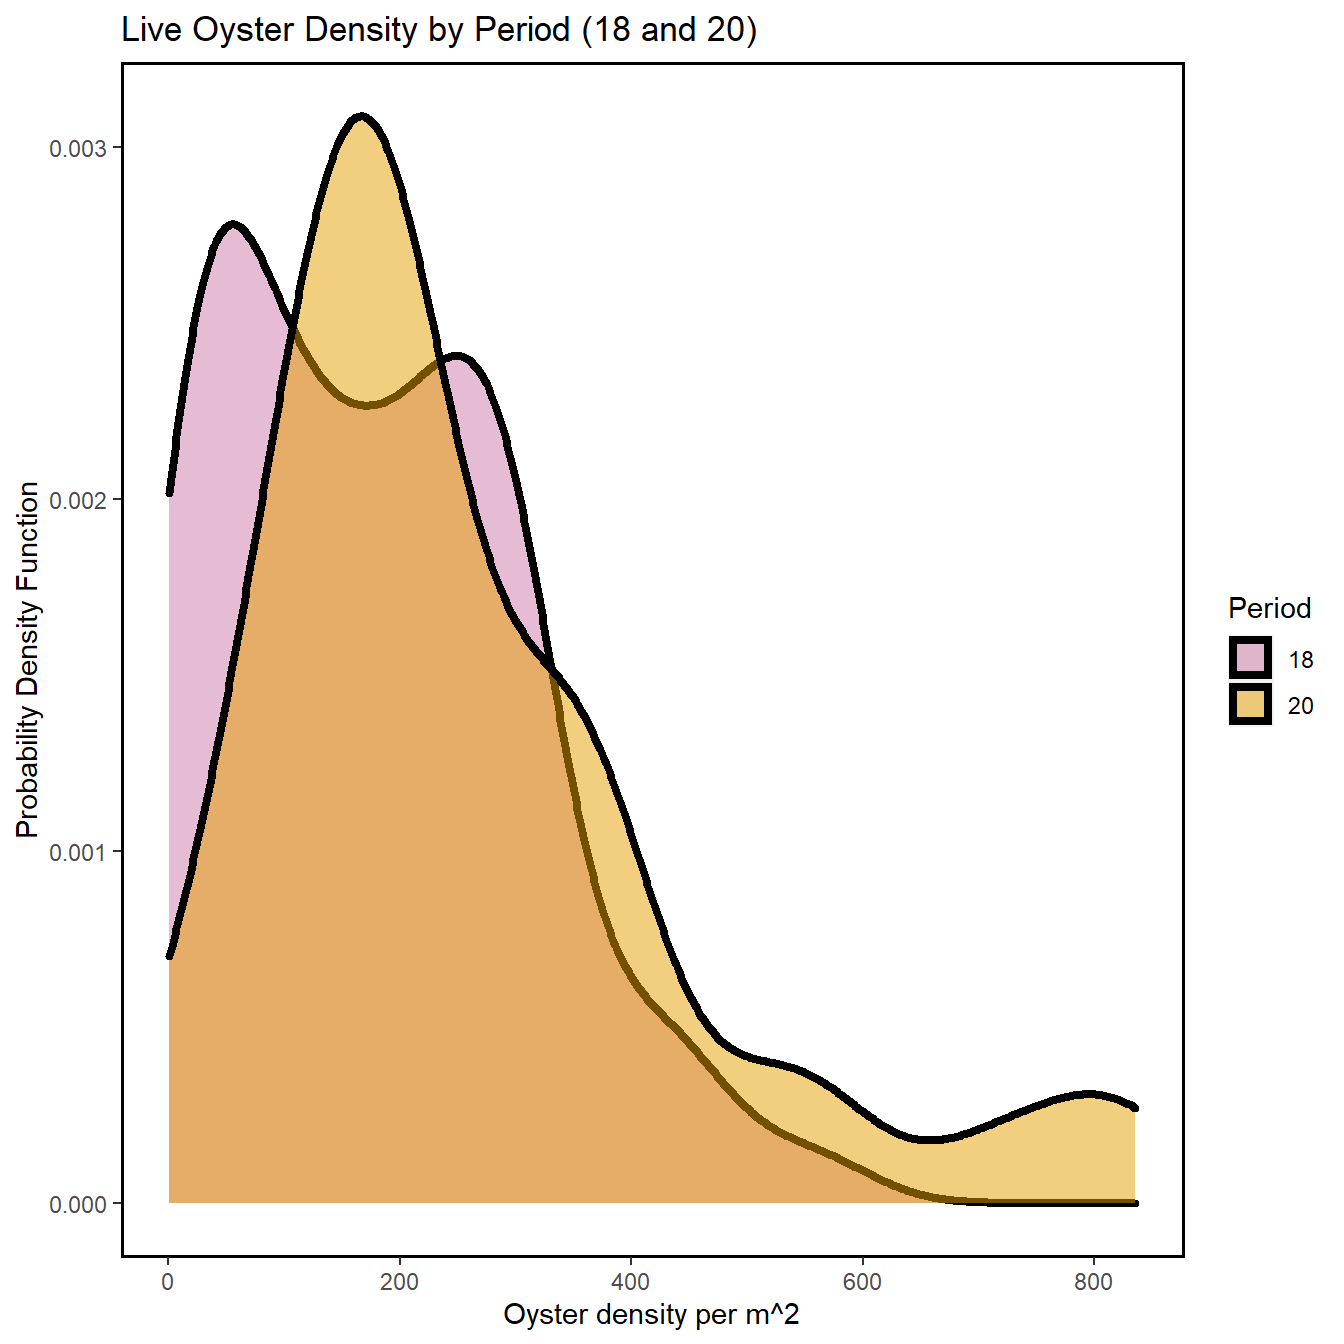 Live Oyster Density by Period (18 and 20)
Probability Density Function
0.003
0.002
0.001
0.000
0
200
400
600
800
Oyster density per m^2
Period
18
20